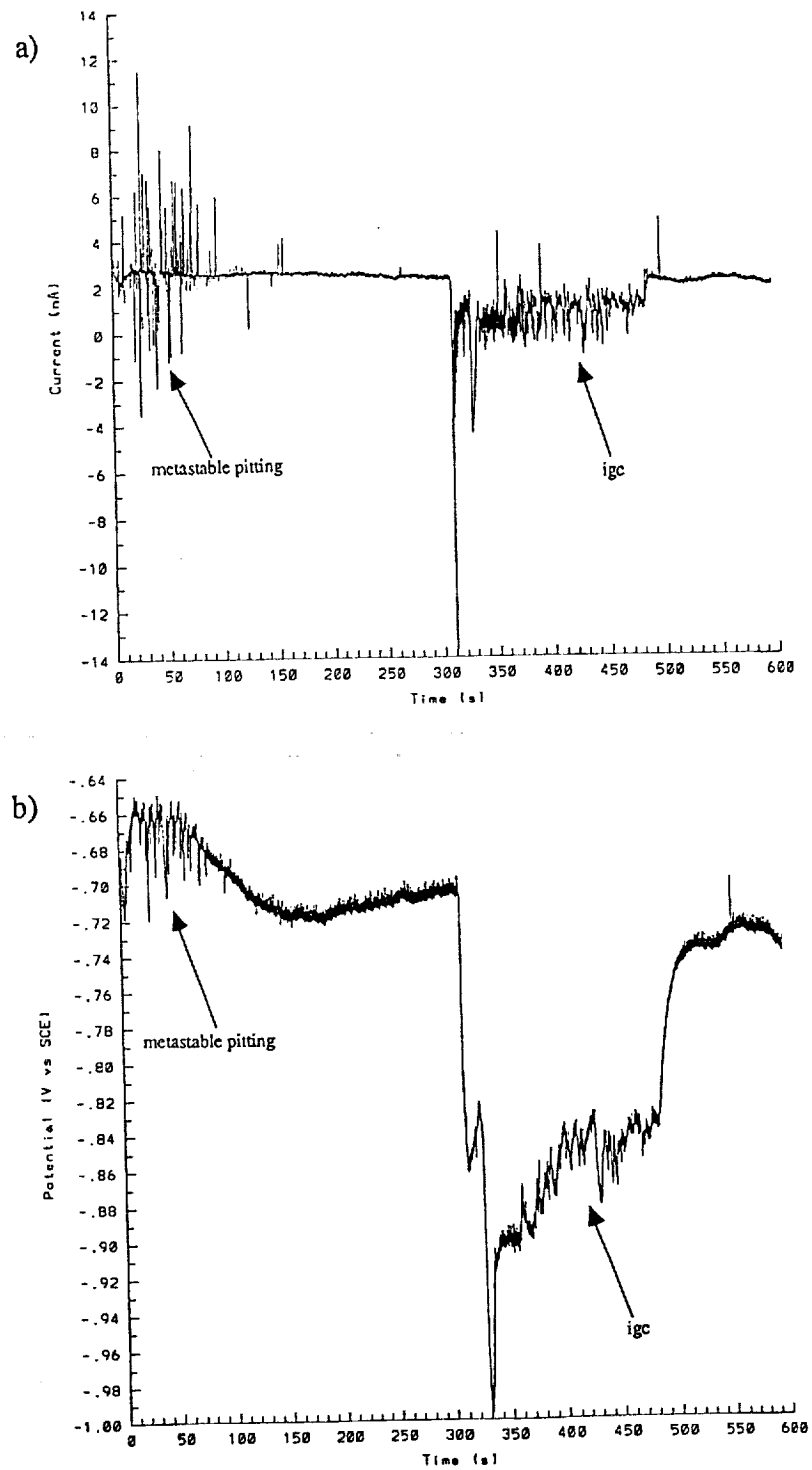 a)
14
12
10
8
6
4
2
0
-2
-4
-6
-8
-10
-12
-14
Current (nA)
metastable pitting
igc
0 50 100 150 200 250 300 350 400 450 500 550 600
Time (s)
b)
-.64
-.66
-.68
-.70
-.72
-.74
-.76
-.78
-.80
-.82
-.84
-.86
-.88
-.90
-.92
-.94
-.96
-.98
-1.00
Potential (V vs SCE)
metastable pitting
igc
0 50 100 150 200 250 300 350 400 450 500 550 600
Time (s)